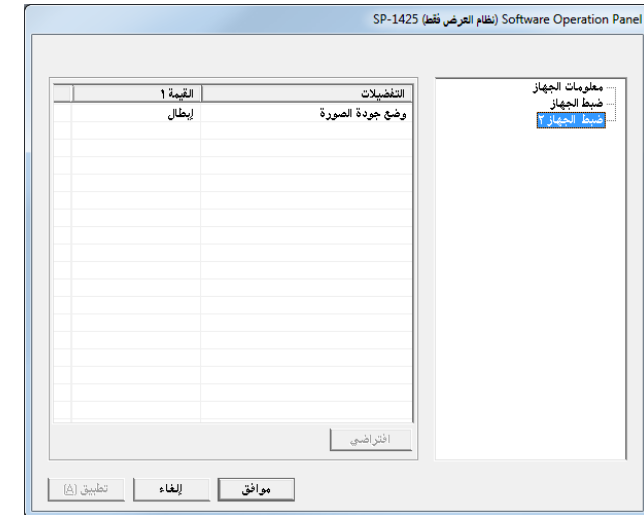 Software Operation Panel (نظام العرض فقط) SP-1425
معلومات الجهاز
ضبط الجهاز
ضبط الجهاز ٢
التفضيلات القيمة ١
وضع جودة الصورة إبطال
افتراضي
موافق إلغاء تطبيق (A)